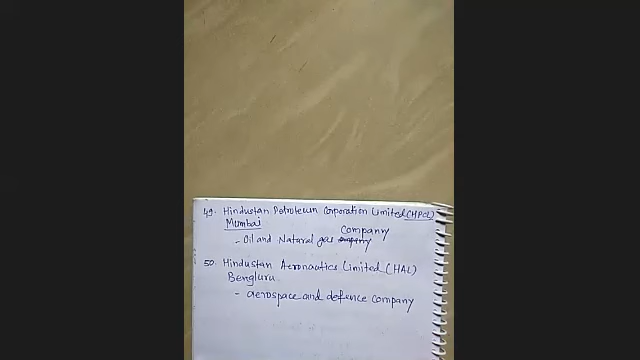 49. Hindustan Petroleum Corporation Limited (HPCL)
Mumbai
- Oil and Natural gas company Company
50. Hindustan Aeronautics Limited (HAL)
Bengluru
- aerospace and defence company